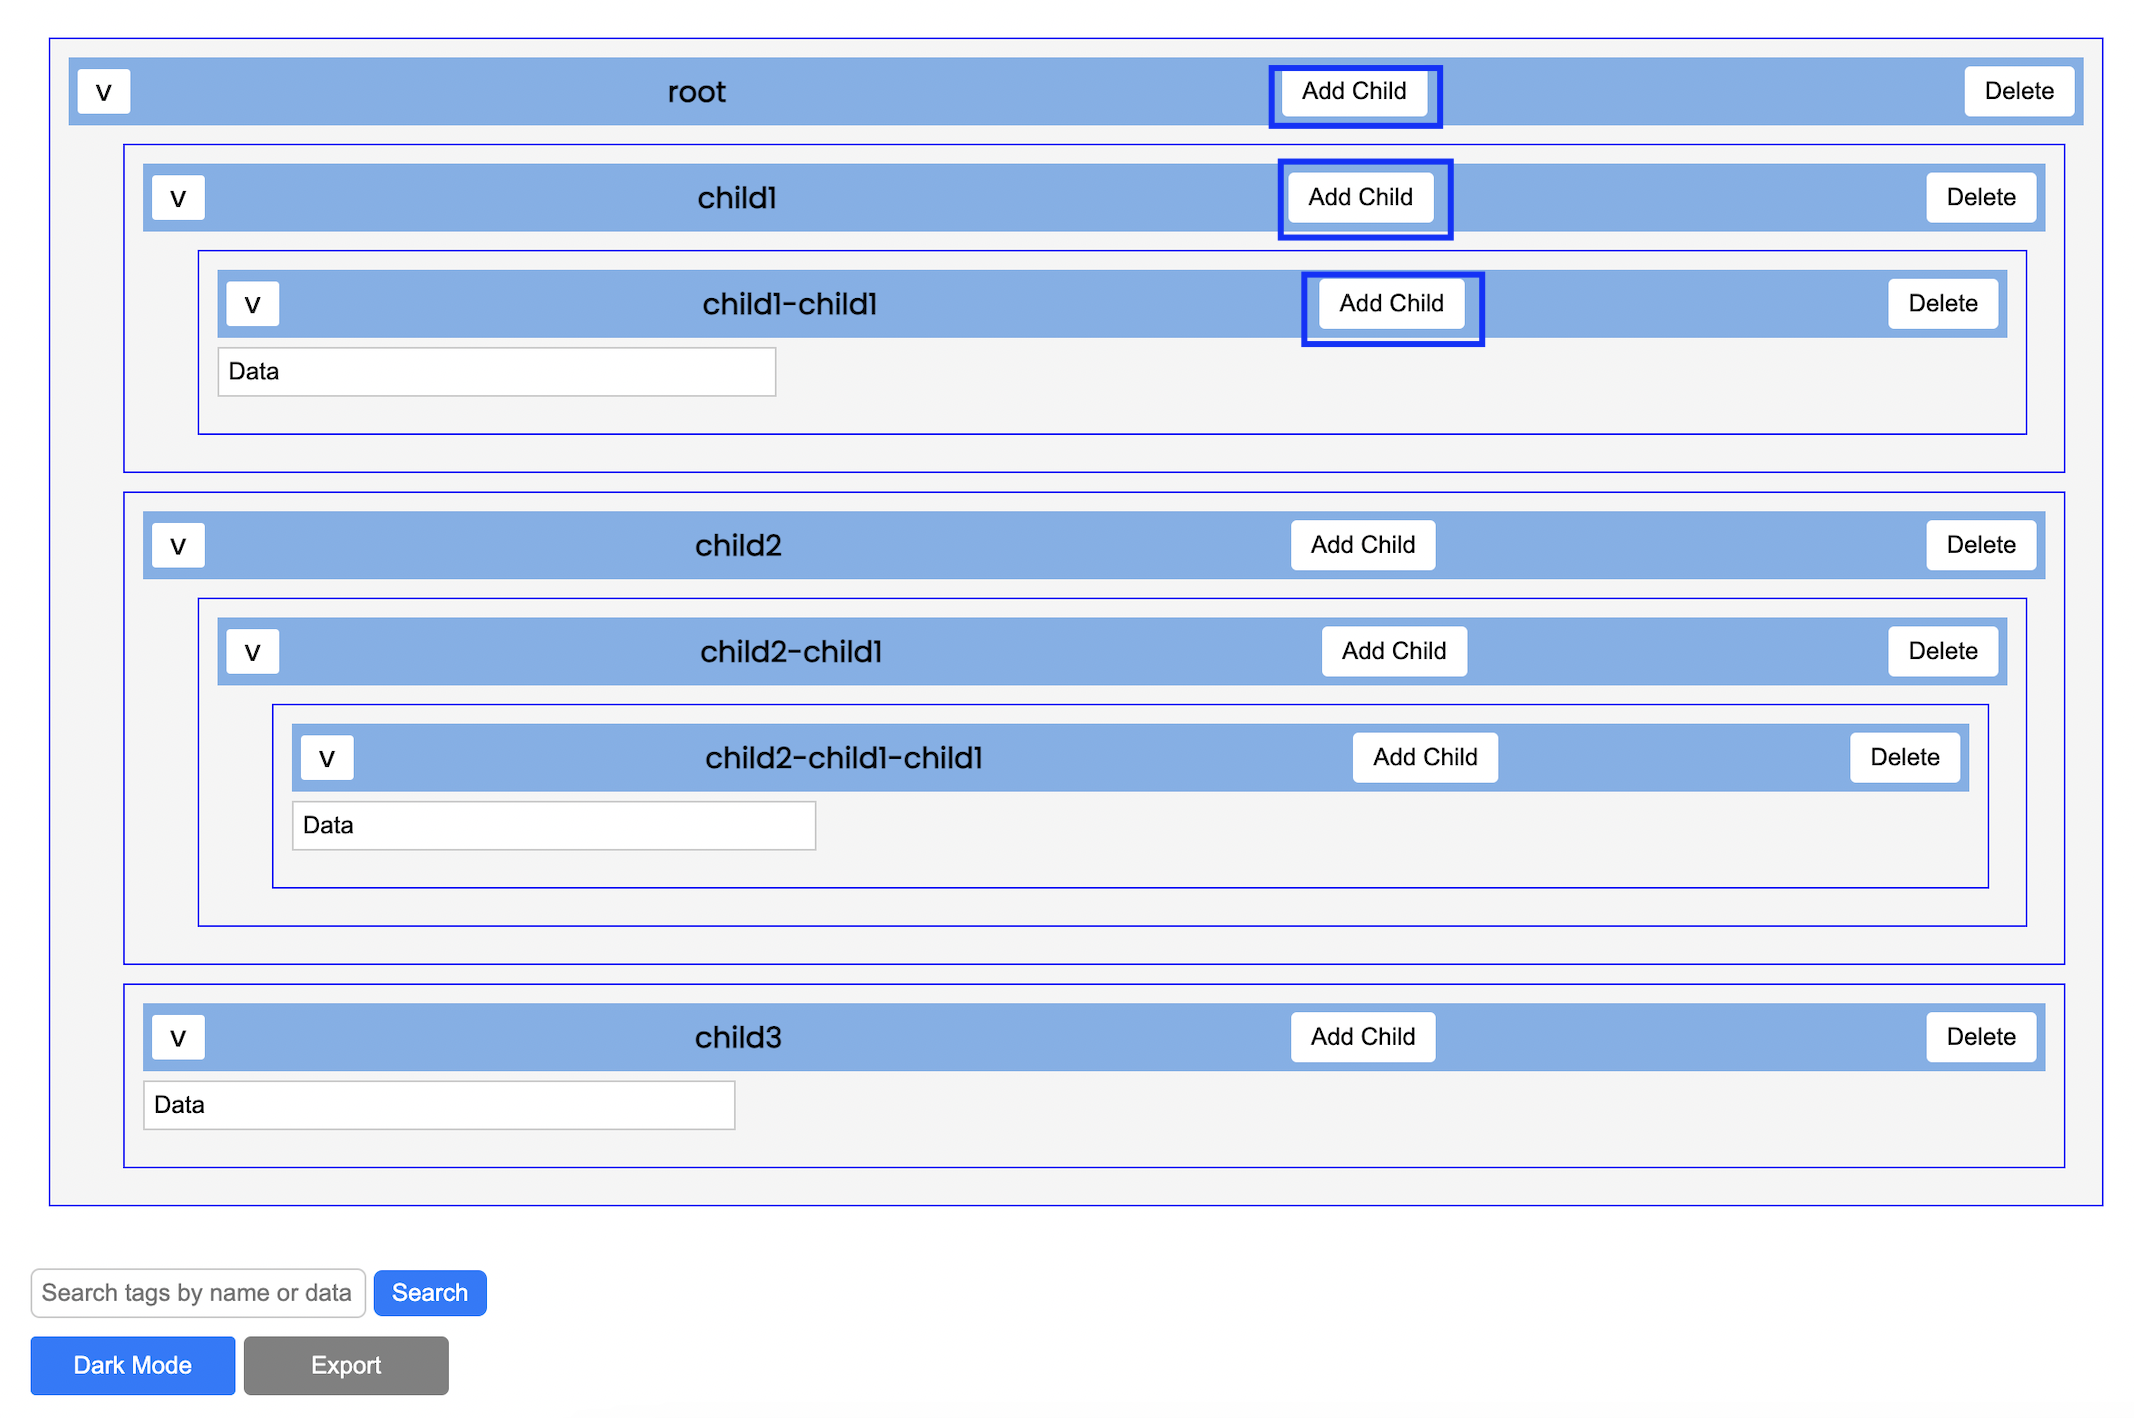 v root Add Child Delete
v child1 Add Child Delete
v child1-child1 Add Child Delete
Data
v child2 Add Child Delete
v child2-child1 Add Child Delete
v child2-child1-child1 Add Child Delete
Data
v child3 Add Child Delete
Data
Search tags by name or data Search
Dark Mode Export